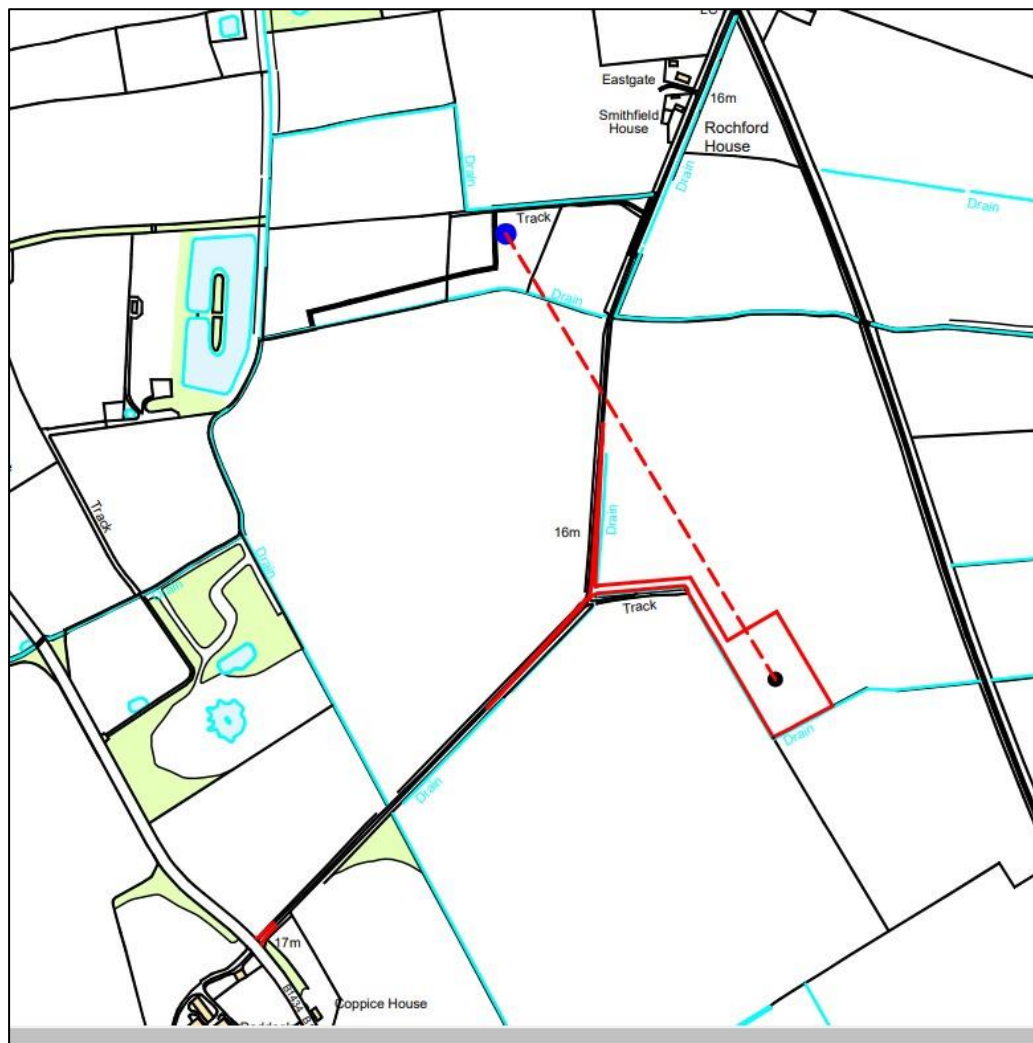 Eastgate
16m
Smithfield
House
Rochford
House
Drain
Drain
Drain
Track
Drain
Track
16m
Drain
Drain
Drain
Track
Drain
Drain
17m
B1434
Coppice House